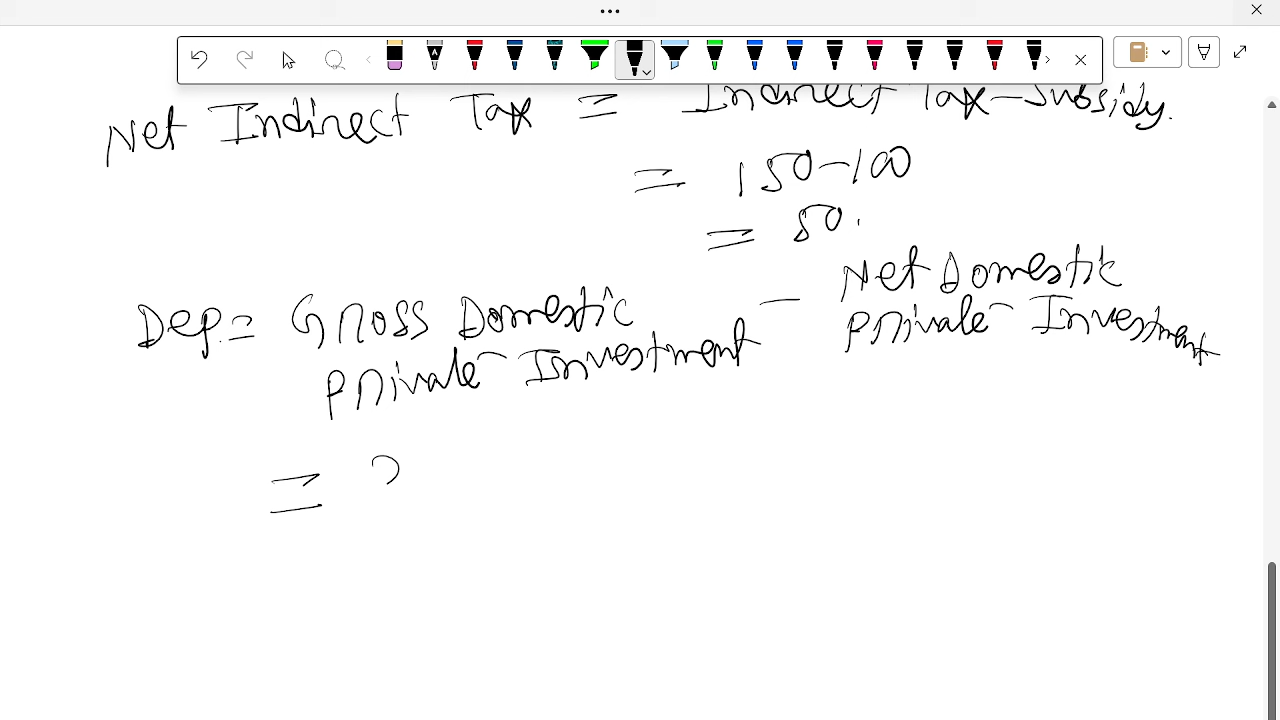 Net Indirect Tax = Indirect Tax - Subsidy.
= 150-100
= 50.
Dep. = Gross Domestic Private Investment - Net Domestic Private Investment
=